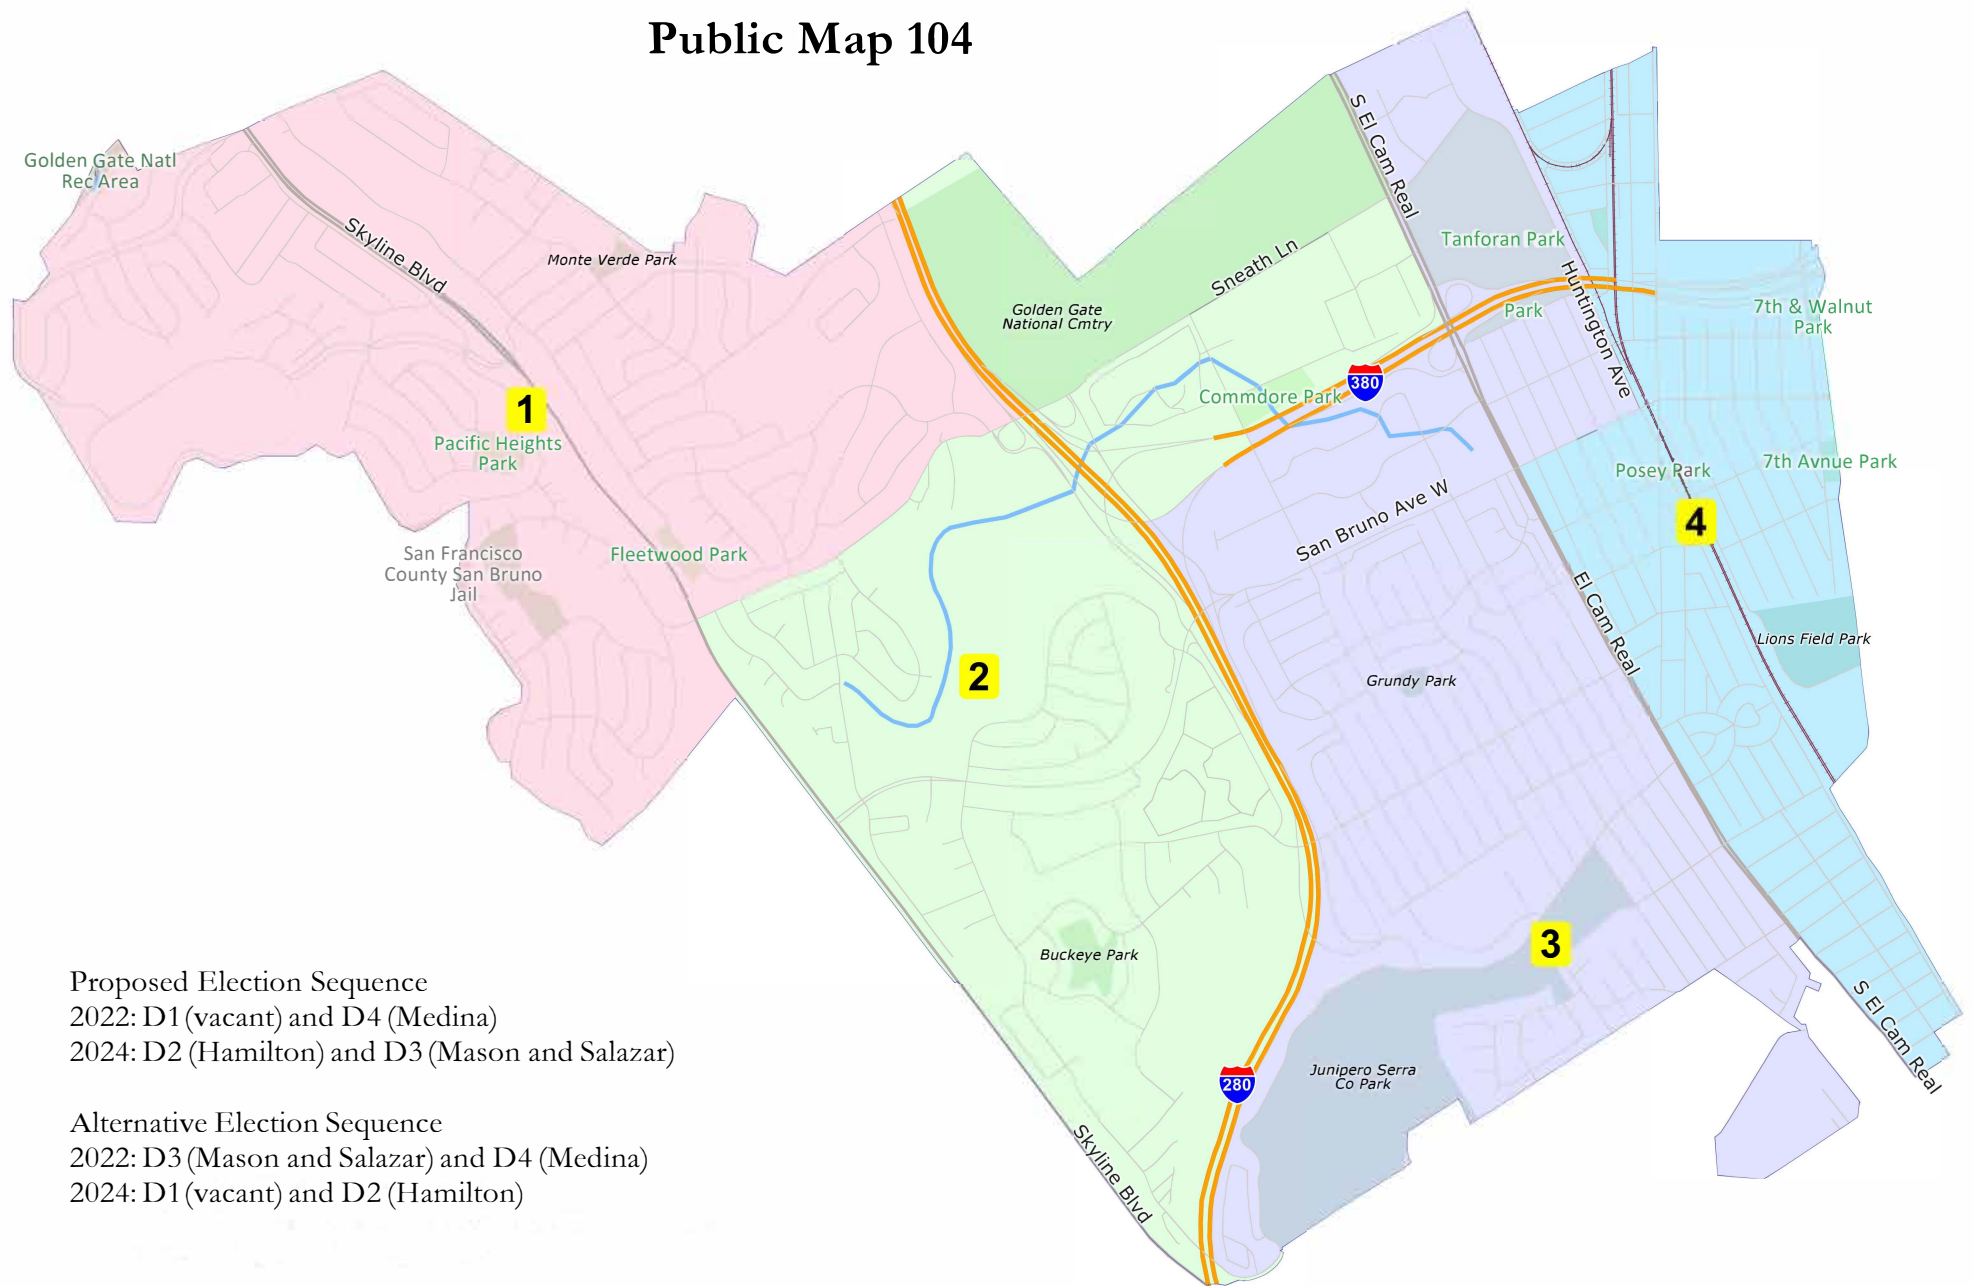 Public Map 104
S El Cam Real
Golden Gate Natl
Rec Area
Skyline Blvd
Monte Verde Park
Tanforan Park
Sneath Ln
Huntington Ave
Golden Gate
National Cmtry
Park
7th & Walnut
Park
380
Commdore Park
1
Pacific Heights
Park
Posey Park
7th Avnue Park
San Bruno Ave W
4
San Francisco
County San Bruno
Jail
Fleetwood Park
El Cam Real
Lions Field Park
2
Grundy Park
3
Buckeye Park
Proposed Election Sequence
2022: D1 (vacant) and D4 (Medina)
2024: D2 (Hamilton) and D3 (Mason and Salazar)
S El Cam Real
Junipero Serra
Co Park
280
Alternative Election Sequence
2022: D3 (Mason and Salazar) and D4 (Medina)
2024: D1 (vacant) and D2 (Hamilton)
Skyline Blvd